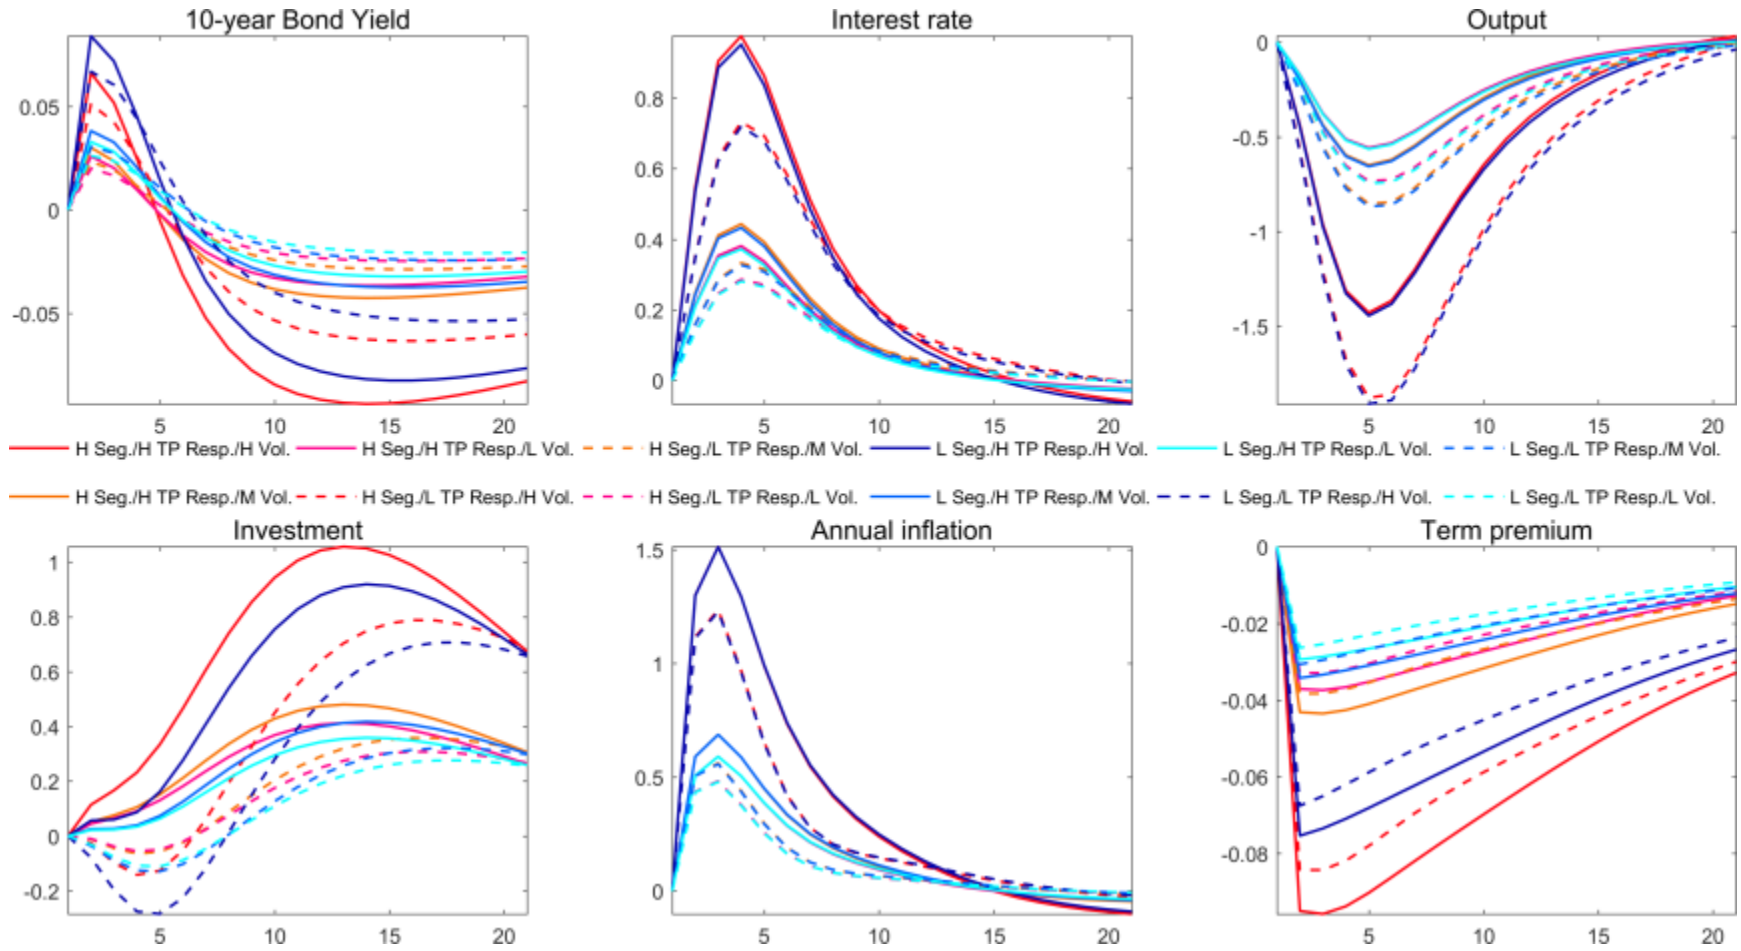 10-year Bond Yield Interest rate Output
0.05
0
-0.05
5 10 15 20
0.8
0.6
0.4
0.2
0
5 10 15 20
0
-0.5
-1
-1.5
5 10 15 20
H Seg./H TP Resp./H Vol. H Seg./H TP Resp./L Vol. H Seg./L TP Resp./M Vol. L Seg./H TP Resp./H Vol. L Seg./H TP Resp./L Vol. L Seg./L TP Resp./M Vol.
H Seg./H TP Resp./M Vol. H Seg./L TP Resp./H Vol. H Seg./L TP Resp./L Vol. L Seg./H TP Resp./M Vol. L Seg./L TP Resp./H Vol. L Seg./L TP Resp./L Vol.
Investment Annual inflation Term premium
1
0.8
0.6
0.4
0.2
0
-0.2
5 10 15 20
1.5
1
0.5
0
5 10 15 20
0
-0.02
-0.04
-0.06
-0.08
5 10 15 20